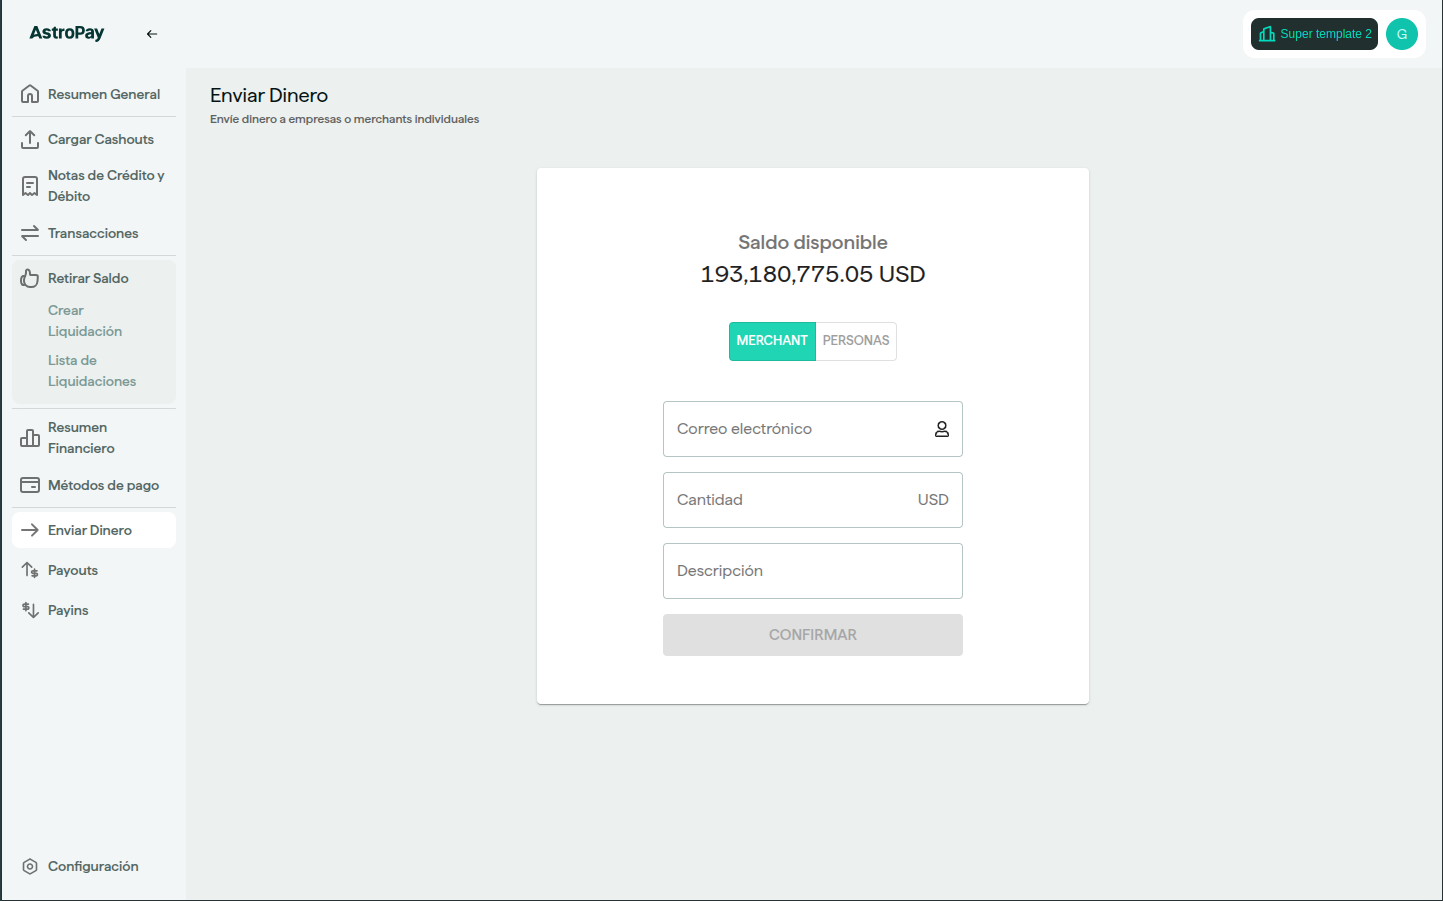 AstroPay
Super template 2
G
Resumen General
Cargar Cashouts
Notas de Crédito y
Débito
Transacciones
Retirar Saldo
Crear
Liquidación
Lista de
Liquidaciones
Resumen
Financiero
Métodos de pago
Enviar Dinero
Payouts
Payins
Configuración
Enviar Dinero
Envíe dinero a empresas o merchants individuales
Saldo disponible
193,180,775.05 USD
MERCHANT PERSONAS
Correo electrónico
Cantidad USD
Descripción
CONFIRMAR